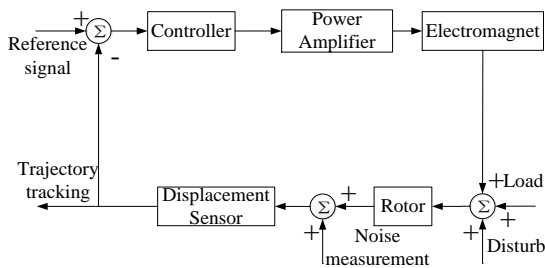 +
Σ
-
Reference
signal
Controller
Power
Amplifier
Electromagnet
Trajectory
tracking
Displacement
Sensor
+
Σ
+
Noise
measurement
Rotor
+
Load
Σ
+
+
Disturb